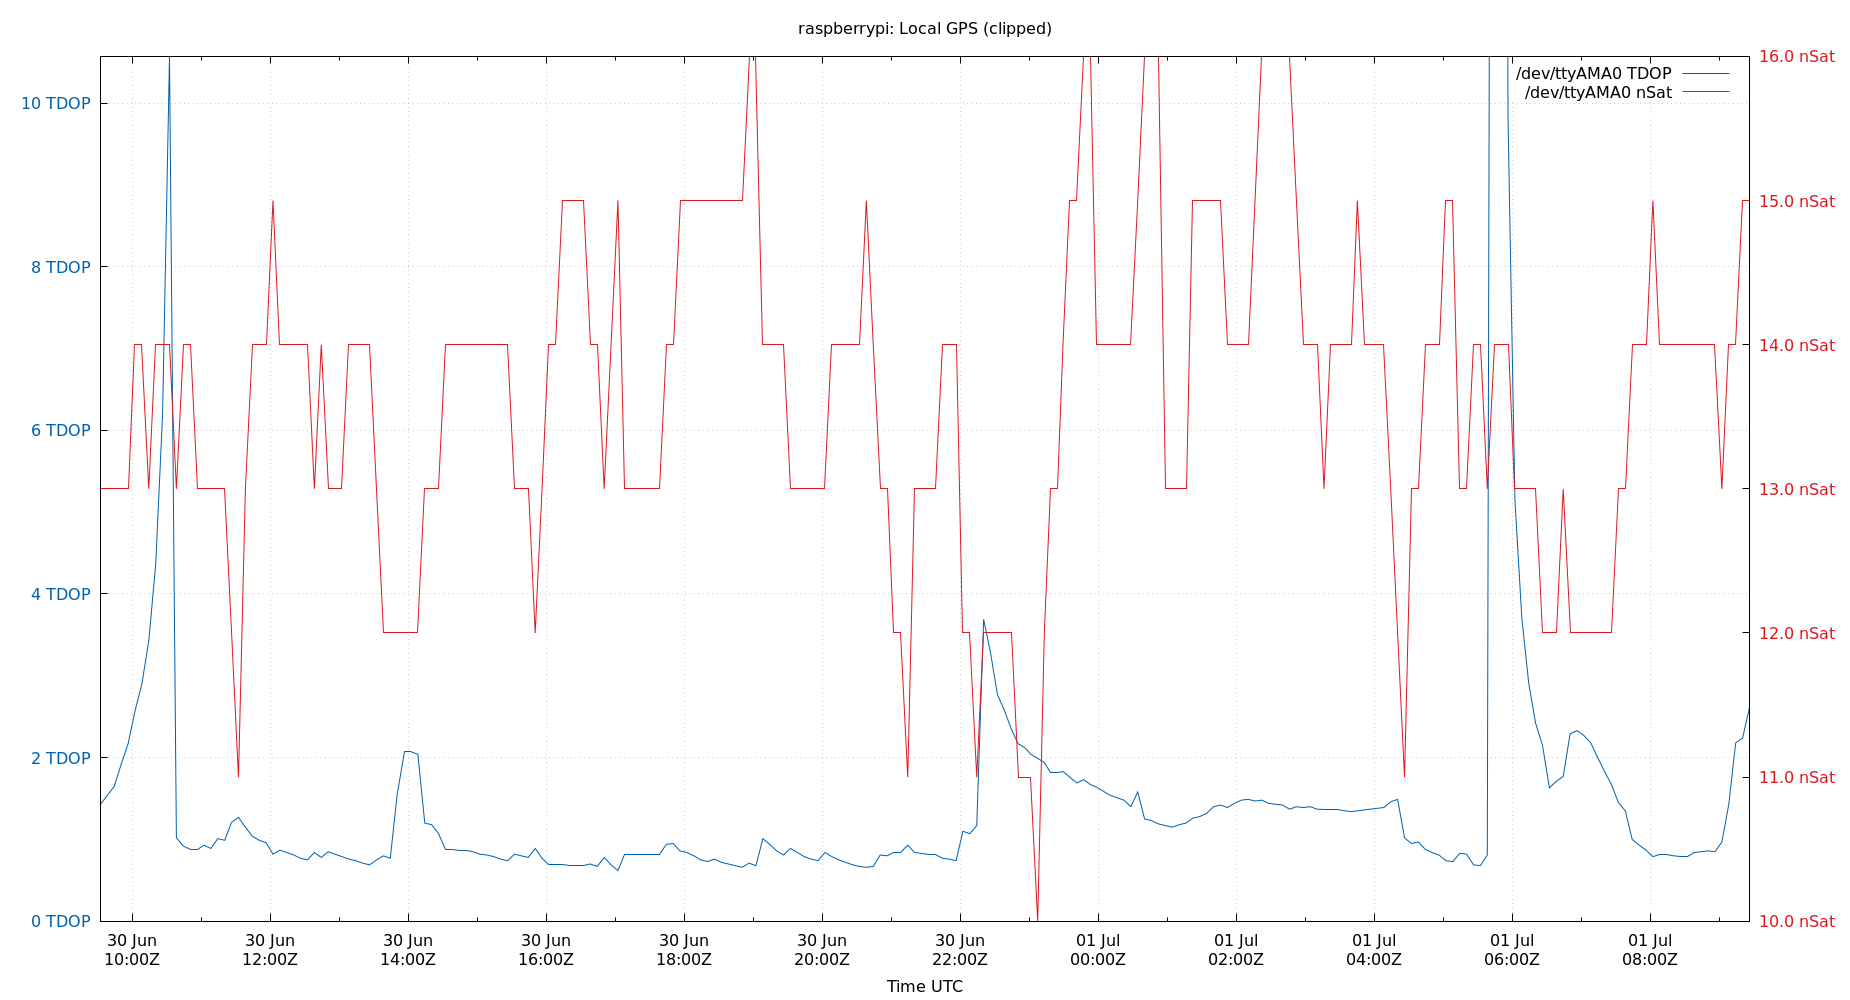 raspberrypi: Local GPS (clipped)
/dev/ttyAMA0 TDOP
/dev/ttyAMA0 nSat
10 TDOP
8 TDOP
6 TDOP
4 TDOP
2 TDOP
0 TDOP
16.0 nSat
15.0 nSat
14.0 nSat
13.0 nSat
12.0 nSat
11.0 nSat
10.0 nSat
30 Jun 30 Jun 30 Jun 30 Jun 30 Jun 30 Jun 30 Jun 01 Jul 01 Jul 01 Jul 01 Jul 01 Jul
10:00Z 12:00Z 14:00Z 16:00Z 18:00Z 20:00Z 22:00Z 00:00Z 02:00Z 04:00Z 06:00Z 08:00Z
Time UTC